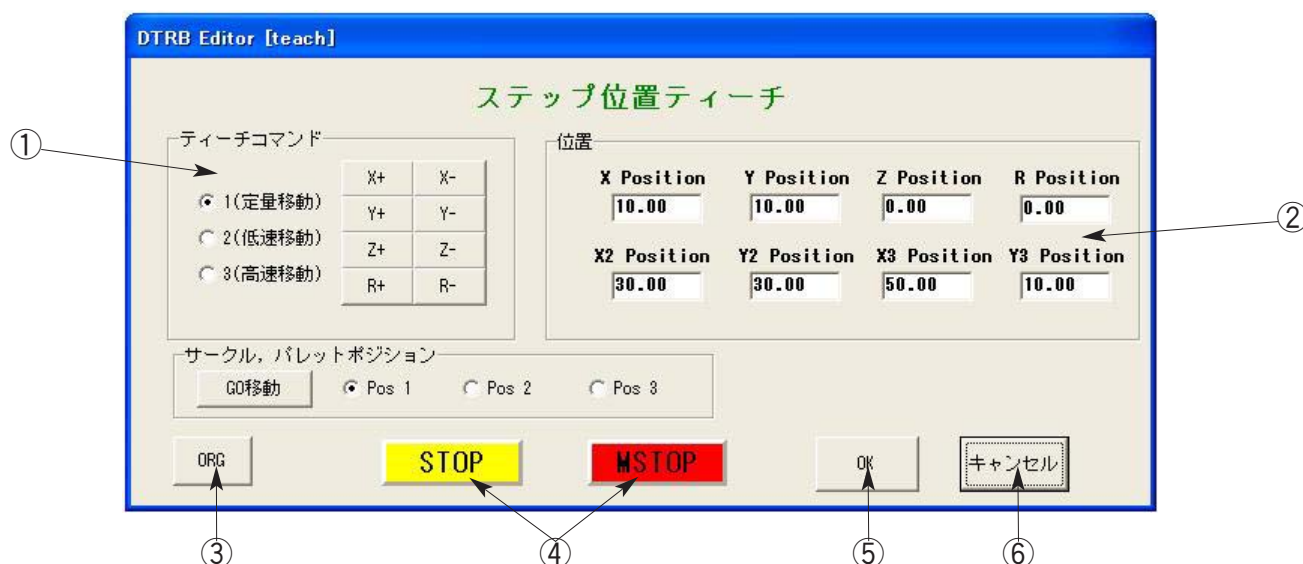 DTRB Editor [teach]
ステップ位置ティーチ
① ティーチコマンド
1(定量移動)
2(低速移動)
3(高速移動)
X+ X-
Y+ Y-
Z+ Z-
R+ R-
位置
X Position Y Position Z Position R Position
10.00 10.00 0.00 0.00
②
X2 Position Y2 Position X3 Position Y3 Position
30.00 30.00 50.00 10.00
サークル, パレットポジション
GO移動 Pos 1 Pos 2 Pos 3
ORG STOP MSTOP OK キャンセル
③ ④ ⑤ ⑥